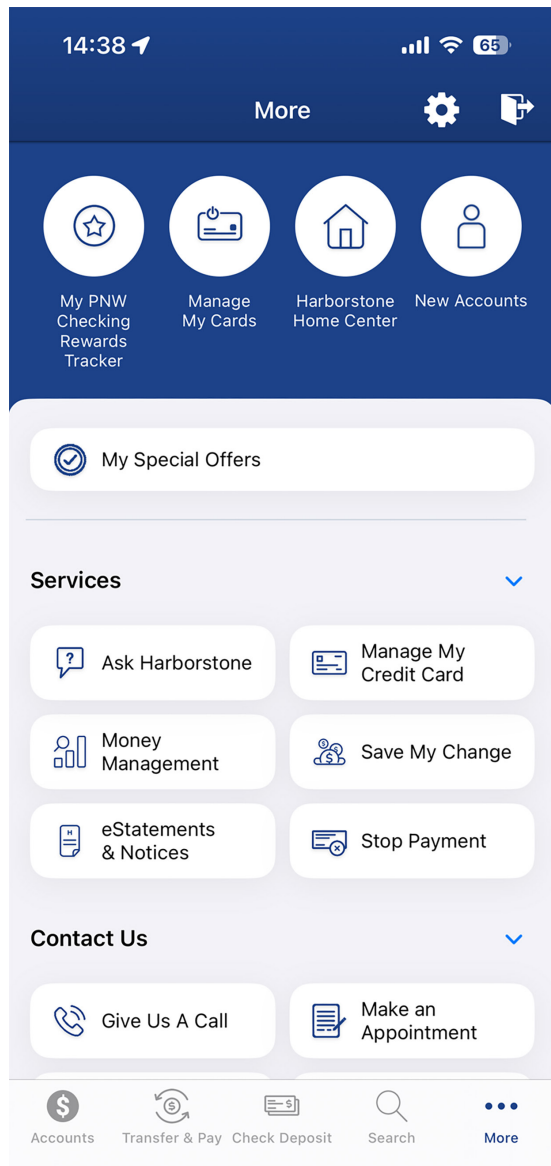 14:38
65
More
My PNW
Checking
Rewards
Tracker
Manage
My Cards
Harborstone
Home Center
New Accounts
My Special Offers
Services
Ask Harborstone
Manage My
Credit Card
Money
Management
Save My Change
eStatements
& Notices
Stop Payment
Contact Us
Give Us A Call
Make an
Appointment
Accounts
Transfer & Pay
Check Deposit
Search
More